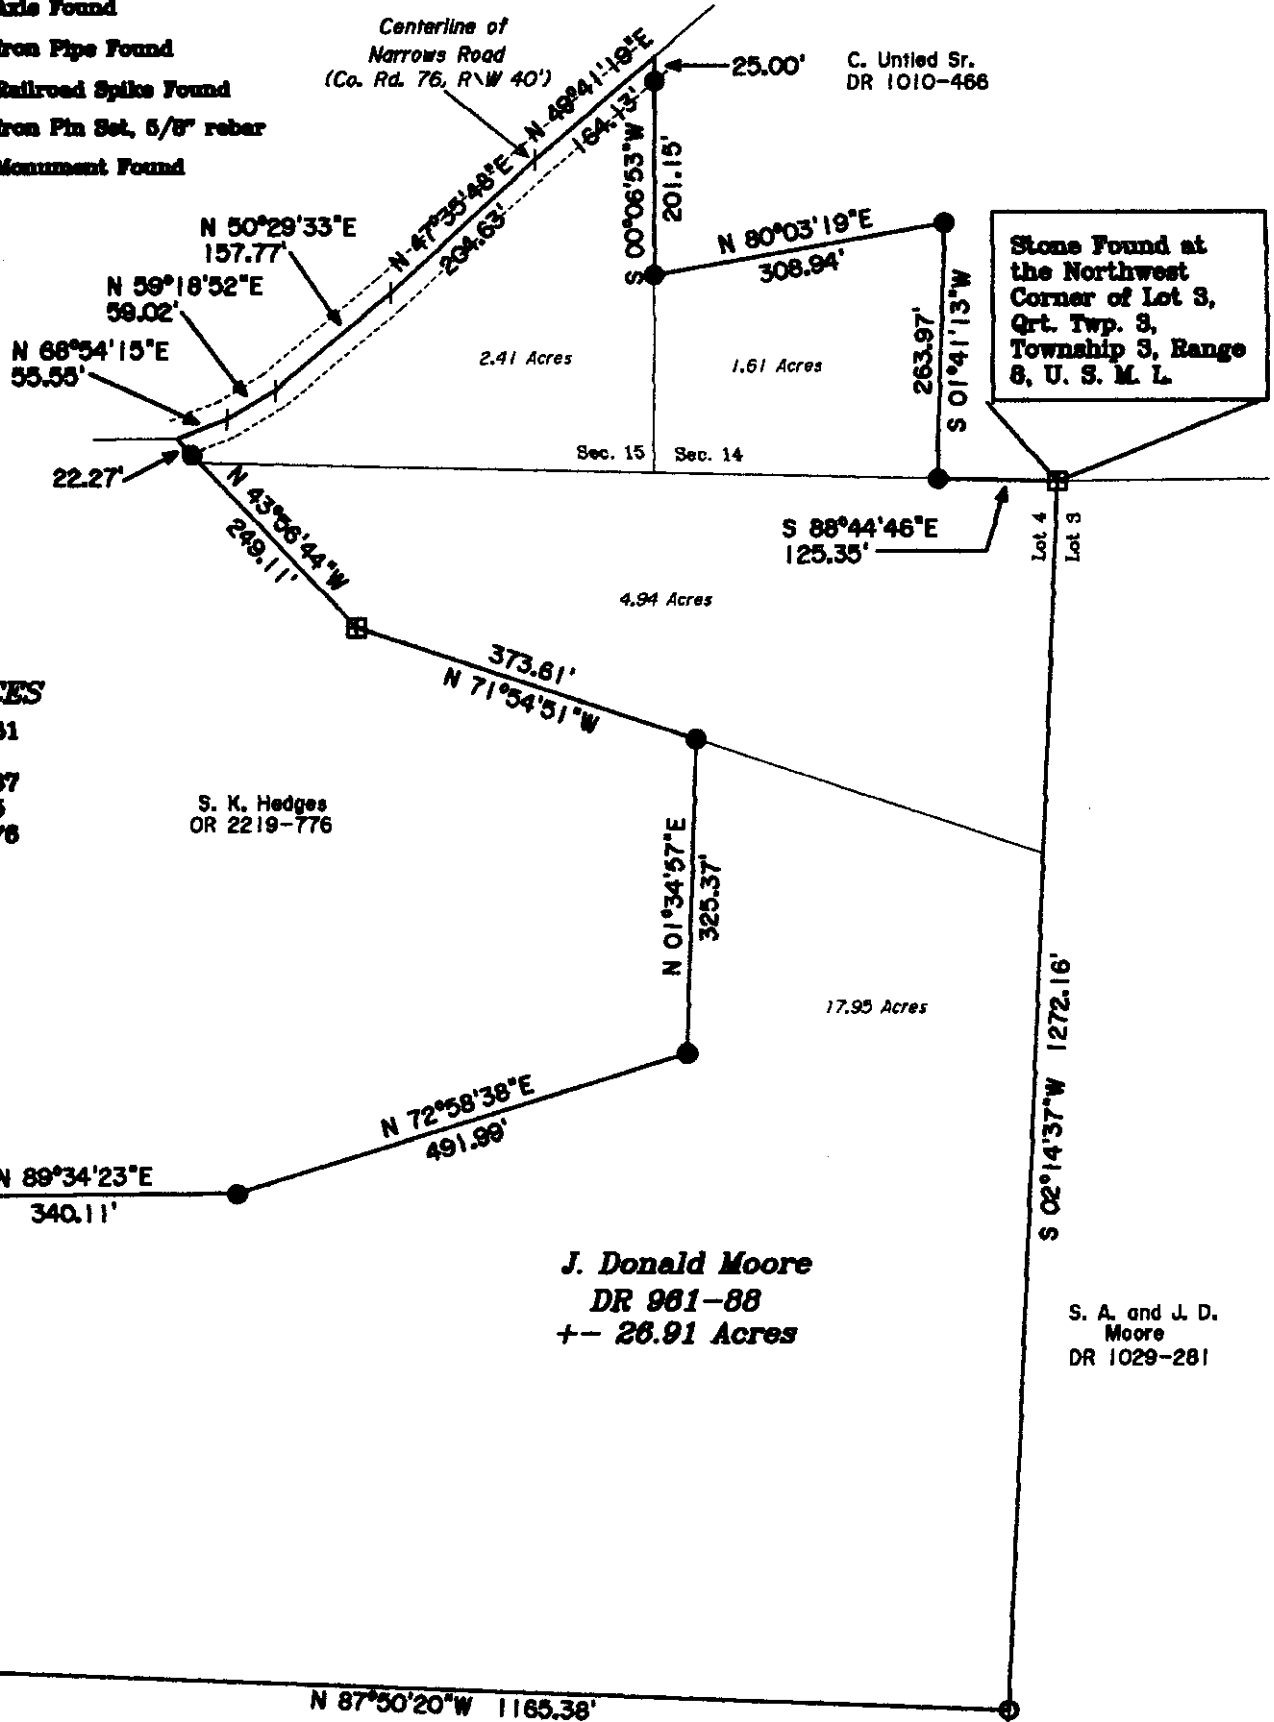 Axle Found
Iron Pipe Found
Railroad Spike Found
Iron Pin Set, 5/8" rebar
Monument Found
Centerline of
Narrows Road
(Co. Rd. 76, R\W 40')
N 49°41'19"E
164.13'
25.00'
C. Untied Sr.
DR 1010-466
N 47°35'48"E
204.63'
S 00°06'53"W
201.15'
N 50°29'33"E
157.77'
N 59°18'52"E
59.02'
N 68°54'15"E
55.55'
22.27'
N 80°03'19"E
308.94'
263.97'
S 01°41'13"W
Stone Found at
the Northwest
Corner of Lot 3,
Qrt. Twp. 3,
Township 3, Range
8, U. S. M. L.
2.41 Acres
1.61 Acres
Sec. 15
Sec. 14
N 43°56'44"W
249.11'
S 88°44'46"E
125.35'
Lot 4
Lot 3
4.94 Acres
373.61'
N 71°54'51"W
S. K. Hedges
OR 2219-776
N 01°34'57"E
325.37'
17.95 Acres
S 02°14'37"W 1272.16'
N 72°58'38"E
491.99'
N 89°34'23"E
340.11'
J. Donald Moore
DR 961-88
+- 26.91 Acres
S. A. and J. D.
Moore
DR 1029-281
N 87°50'20"W 1165.38'